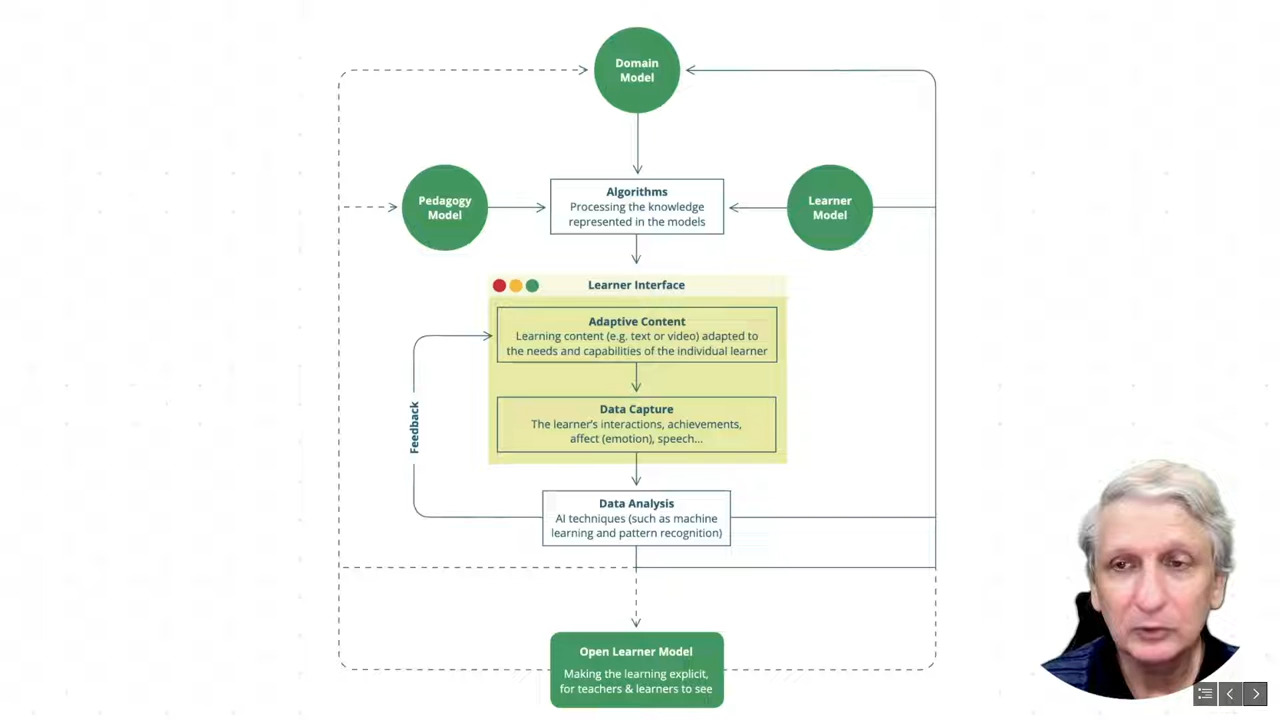 Domain
Model
Pedagogy
Model
Algorithms
Processing the knowledge
represented in the models
Learner
Model
Learner Interface
Adaptive Content
Learning content (e.g. text or video) adapted to
the needs and capabilities of the individual learner
Feedback
Data Capture
The learner's interactions, achievements,
affect (emotion), speech...
Data Analysis
AI techniques (such as machine
learning and pattern recognition)
Open Learner Model
Making the learning explicit,
for teachers & learners to see